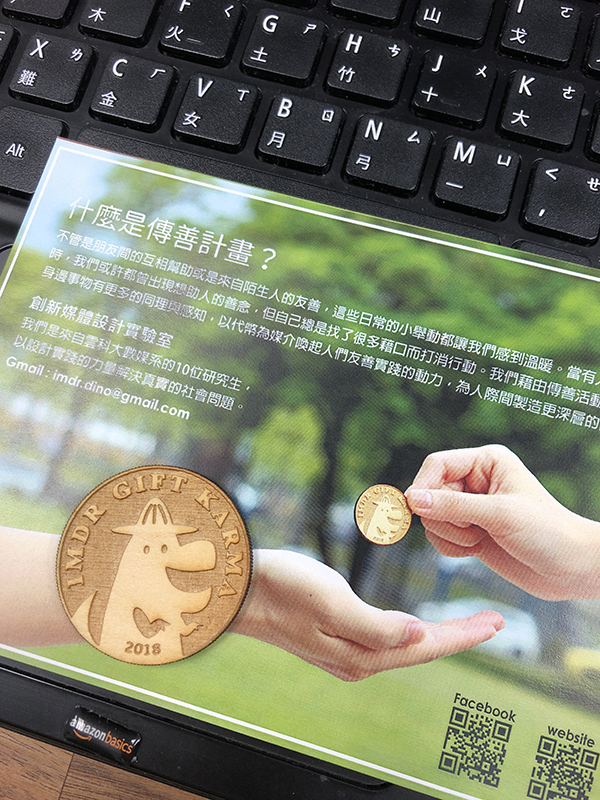 木
火
ㄑ
F
土
ㄕ
G
竹
ㄘ
H
十
ㄨ
J
大
ㄜ
K
山
戈
ㄛ
I
X
ㄌ
難
C
ㄏ
金
V
ㄒ
女
B
ㄖ
月
N
ㄙ
弓
M
ㄩ
一
<
ㄝ
,
Alt
什麼是傳善計畫？
不管是朋友間的互相幫助或是來自陌生人的友善，這些日常的小舉動都讓我們感到溫暖。當有人
時，我們或許都曾出現想助人的善念，但自己總是找了很多藉口而打消行動。我們藉由傳善活動
身邊事物有更多的同理與感知，以代幣為媒介喚起人們友善實踐的動力，為人際間製造更深層的
創新媒體設計實驗室
我們是來自雲科大數媒系的10位研究生，
以設計實踐的力量解決真實的社會問題。
Gmail : imdr.dino@gmail.com
IMDR GIFT KARMA
2018
IMDR GIFT KARMA
2018
Facebook
website
amazonbasics